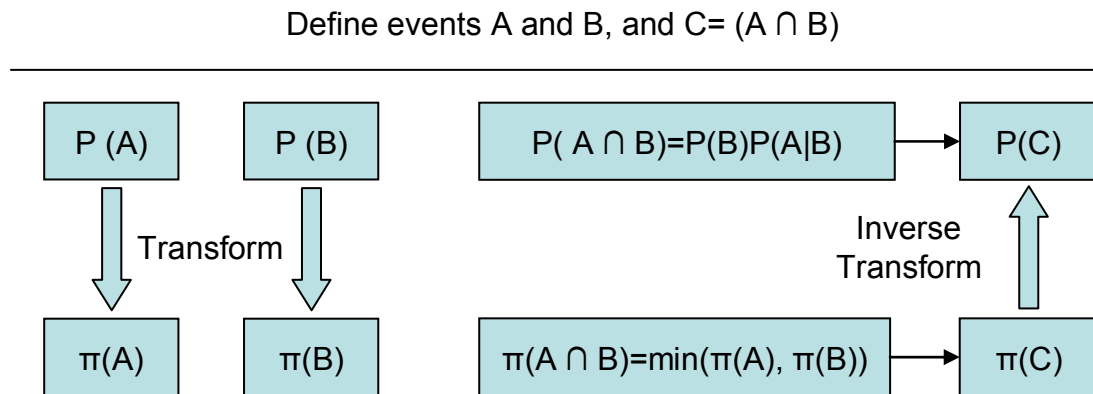 Define events A and B, and C= (A ∩ B)
P (A)
P (B)
P( A ∩ B)=P(B)P(A|B)
P(C)
Transform
Inverse
Transform
π(A)
π(B)
π(A ∩ B)=min(π(A), π(B))
π(C)